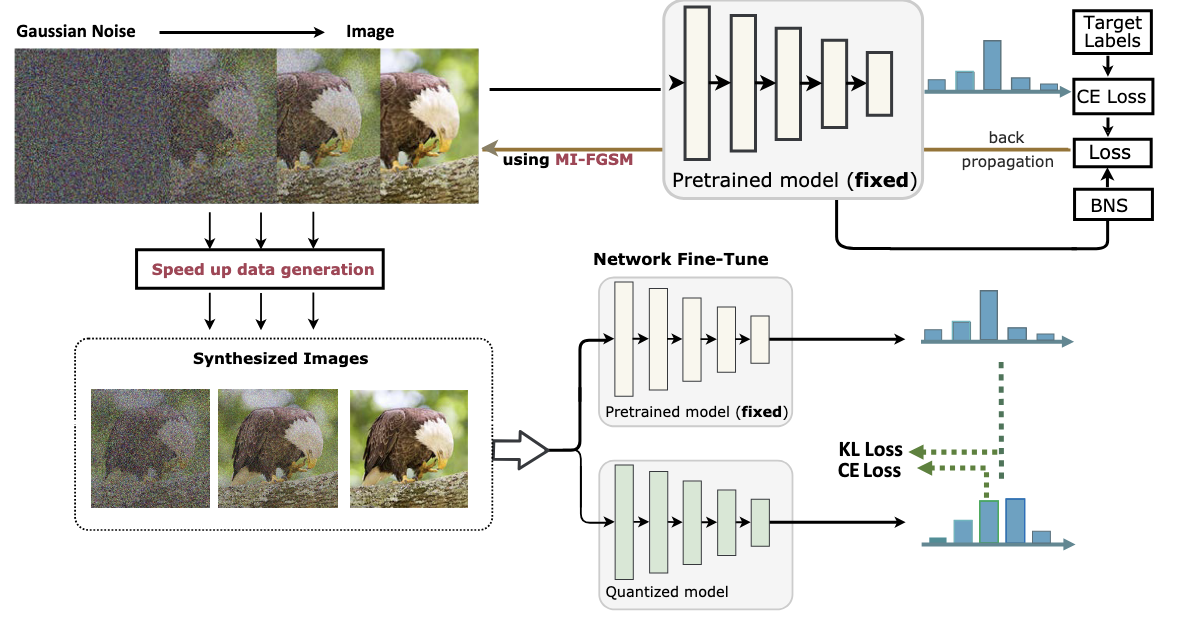 Gaussian Noise
Image
Target
Labels
CE Loss
back
propagation
Loss
using MI-FGSM
Pretrained model (fixed)
BNS
Speed up data generation
Network Fine-Tune
Synthesized Images
Pretrained model (fixed)
KL Loss
CE Loss
Quantized model